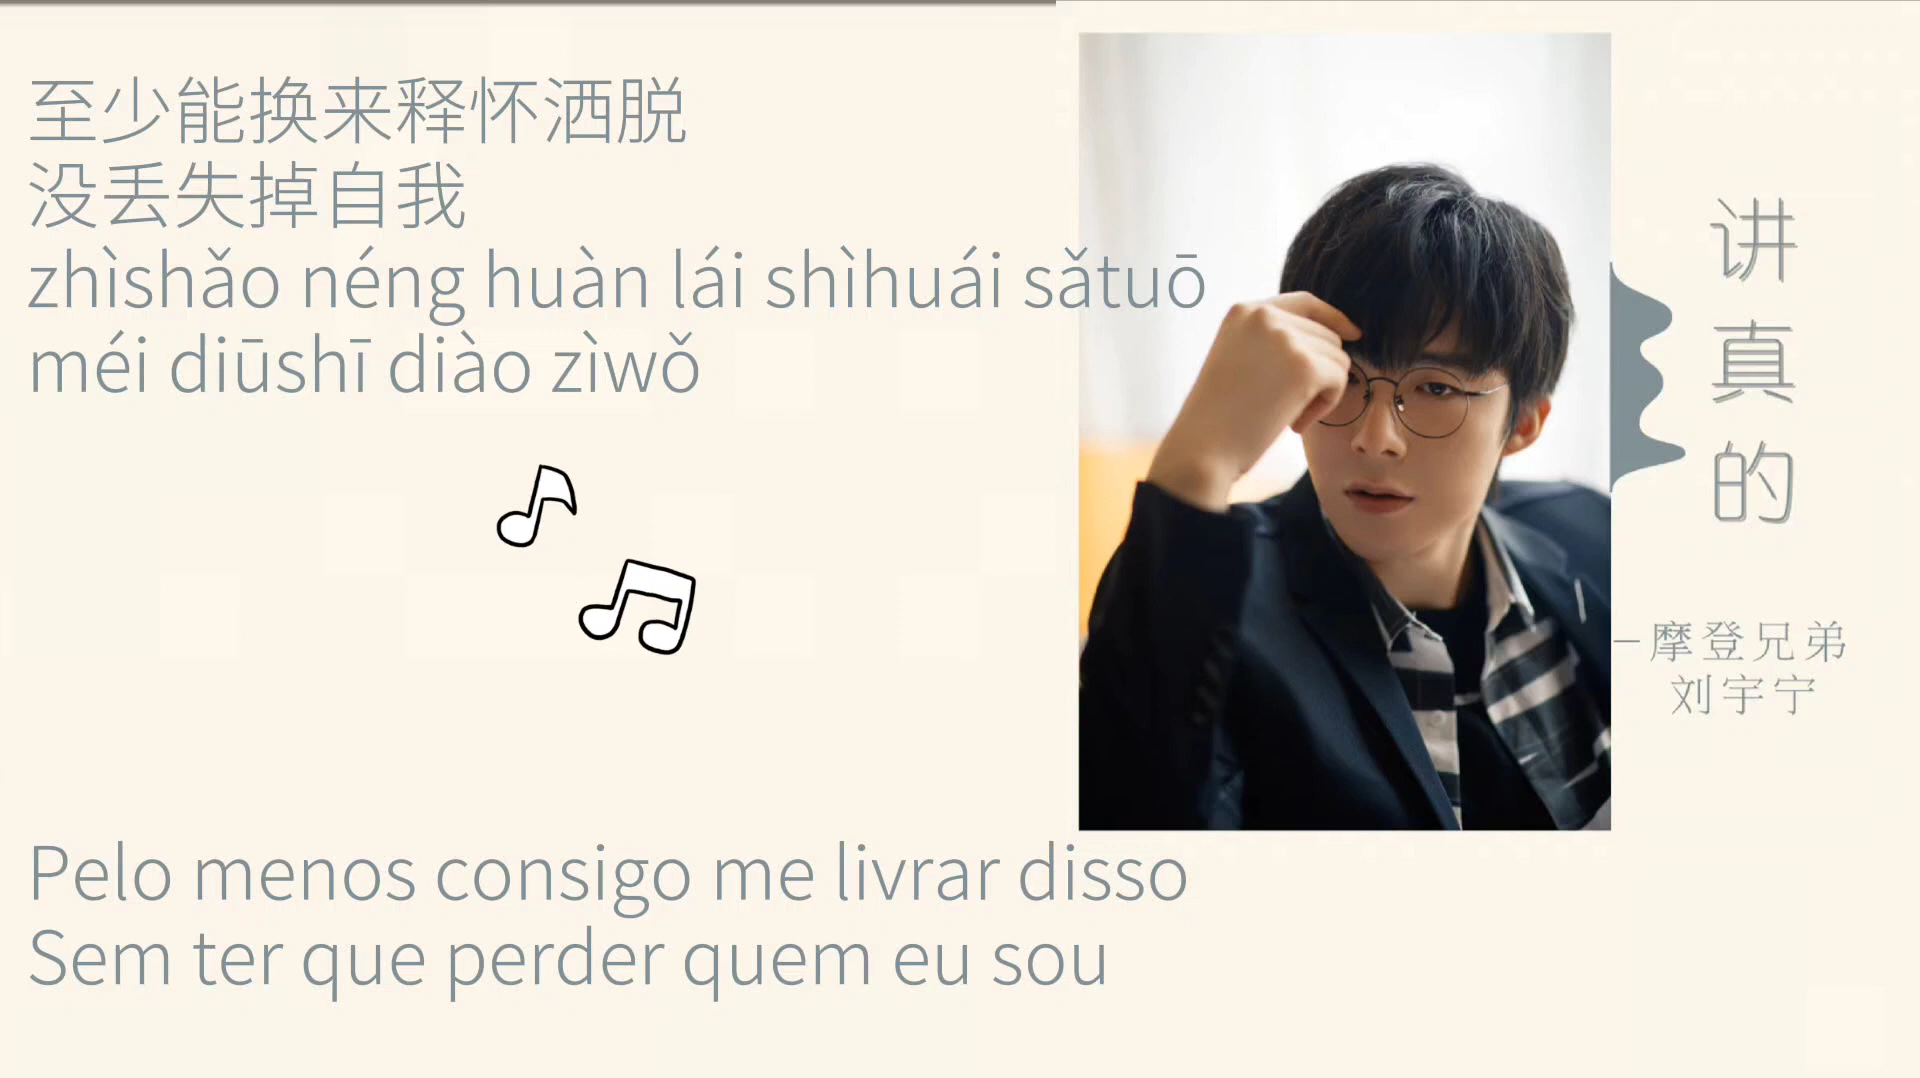 至少能换来释怀洒脱
没丢失掉自我
zhìshǎo néng huàn lái shìhuái sǎtuō
méi diūshī diào zìwǒ
讲真的
–摩登兄弟
刘宇宁
Pelo menos consigo me livrar disso
Sem ter que perder quem eu sou